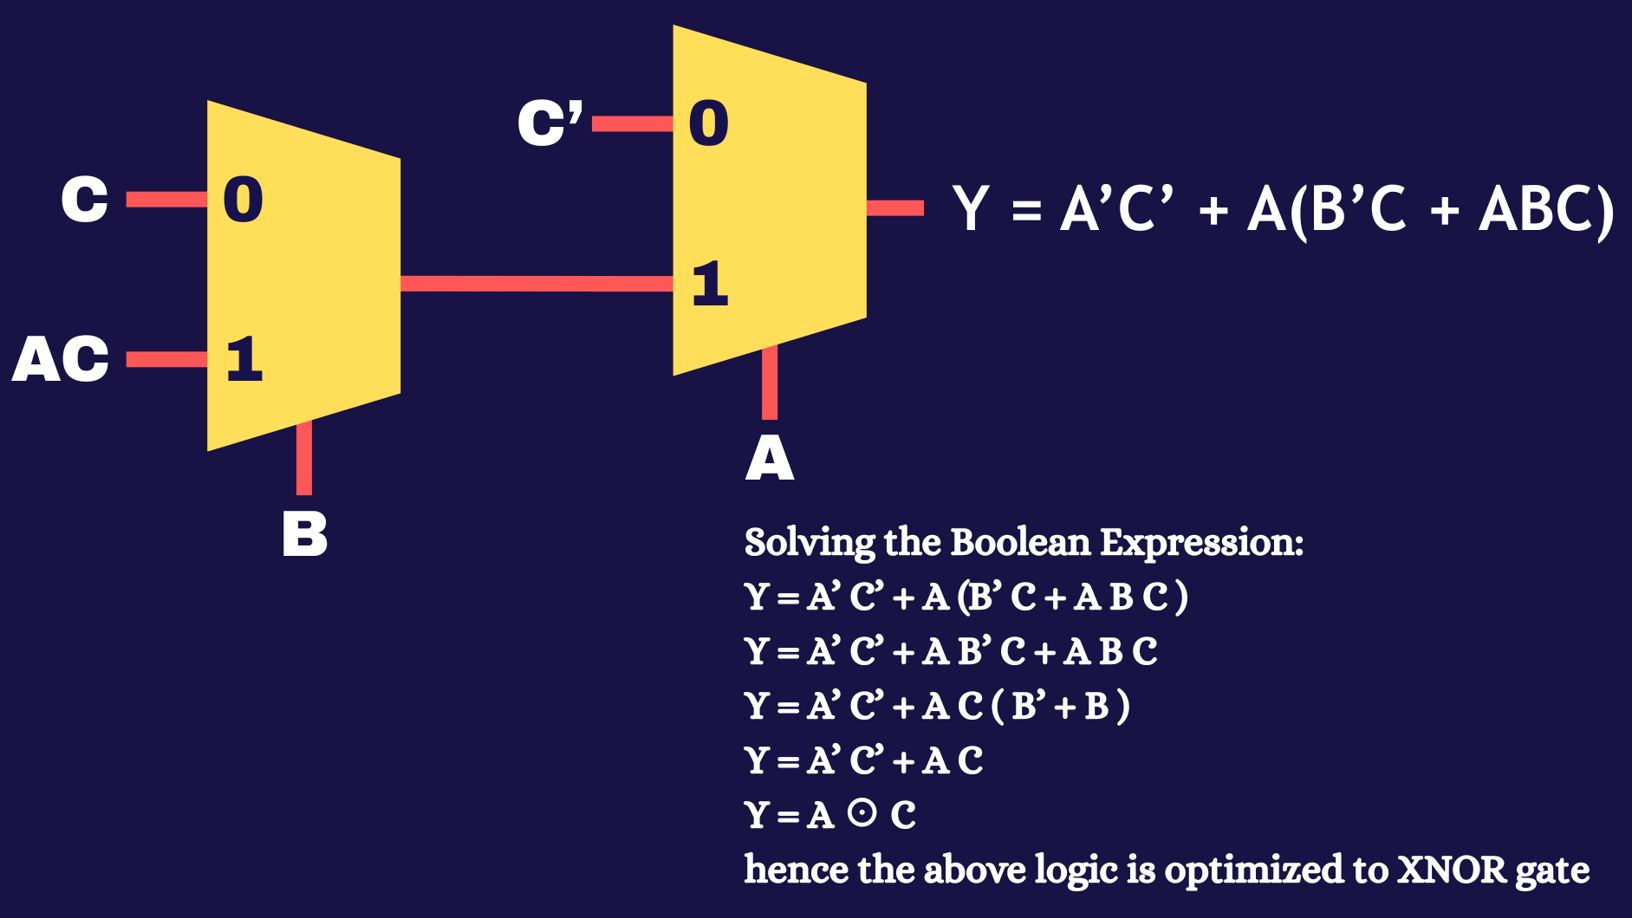 C’
0
C
0
Y = A’C’ + A(B’C + ABC)
1
AC
1
A
B
Solving the Boolean Expression:
Y = A’ C’ + A (B’ C + A B C )
Y = A’ C’ + A B’ C + A B C
Y = A’ C’ + A C ( B’ + B )
Y = A’ C’ + A C
Y = A ⊙ C
hence the above logic is optimized to XNOR gate